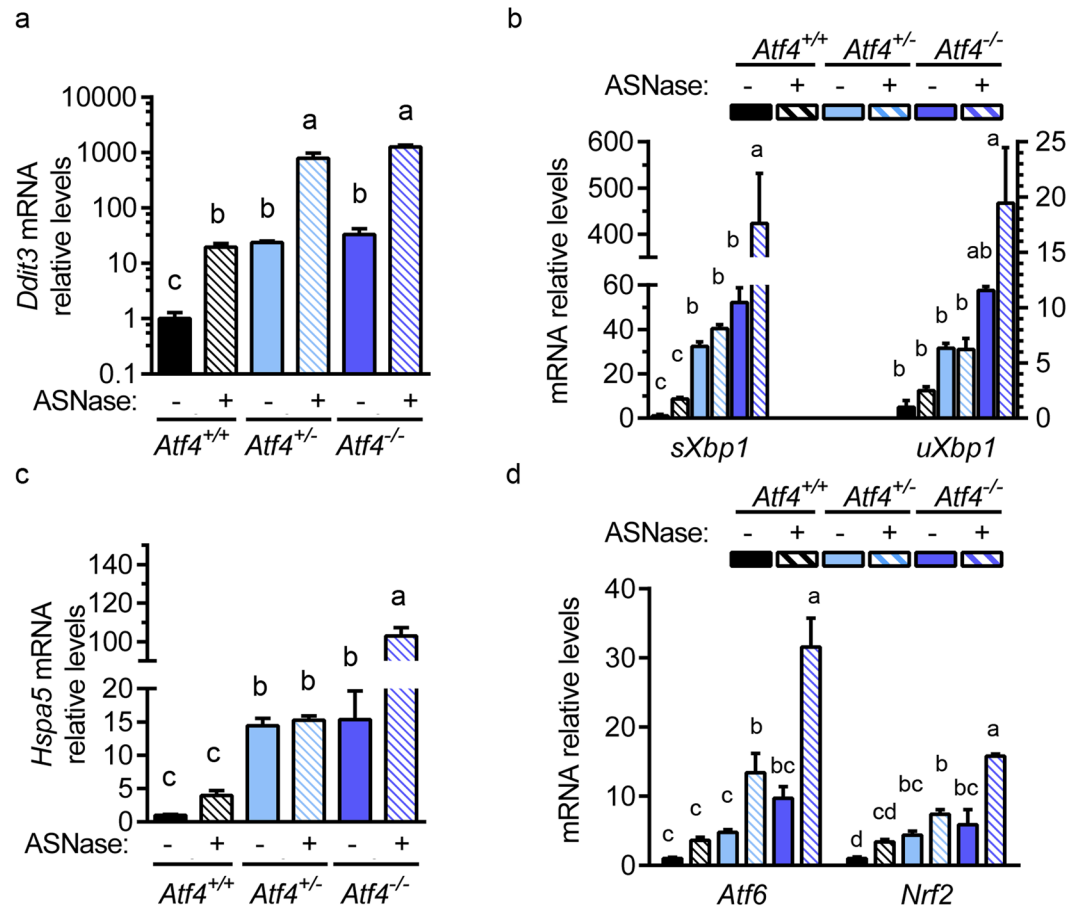 a
Ddit3 mRNA
relative levels
10000
1000
100
10
1
0.1
c
b
b
a
b
a
ASNase: - + - + - +
Atf4+/+ Atf4+/- Atf4-/-
b
Atf4+/+ Atf4+/- Atf4-/-
ASNase: - + - + - +
mRNA relative levels
600
500
400
60
40
20
0
c
c
b
b
b
a
b
b
b
b
ab
a
25
20
15
10
5
0
sXbp1 uXbp1
c
Hspa5 mRNA
relative levels
140
120
100
20
15
10
5
0
c
c
b
b
b
a
ASNase: - + - + - +
Atf4+/+ Atf4+/- Atf4-/-
d
Atf4+/+ Atf4+/- Atf4-/-
ASNase: - + - + - +
mRNA relative levels
40
30
20
10
0
c
c
c
b
bc
a
d
cd
bc
b
bc
a
Atf6 Nrf2